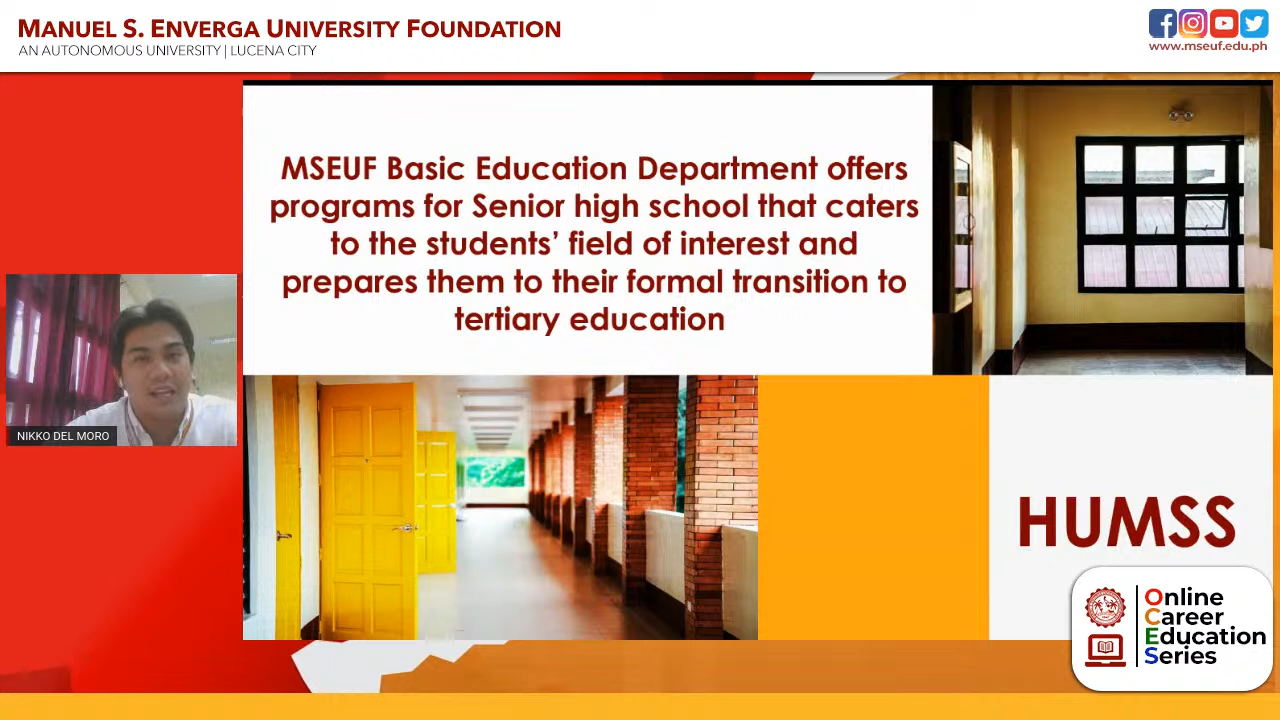 MANUEL S. ENVERGA UNIVERSITY FOUNDATION
AN AUTONOMOUS UNIVERSITY | LUCENA CITY
www.mseuf.edu.ph
MSEUF Basic Education Department offers
programs for Senior high school that caters
to the students’ field of interest and
prepares them to their formal transition to
tertiary education
NIKKO DEL MORO
HUMSS
Online
Career
Education
Series